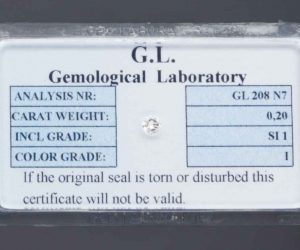 G.L.
Gemological Laboratory
ANALYSIS NR: GL 208 N7
CARAT WEIGHT: 0,20
INCL GRADE: SI 1
COLOR GRADE: I
If the original seal is torn or disturbed this
certificate will not be valid.